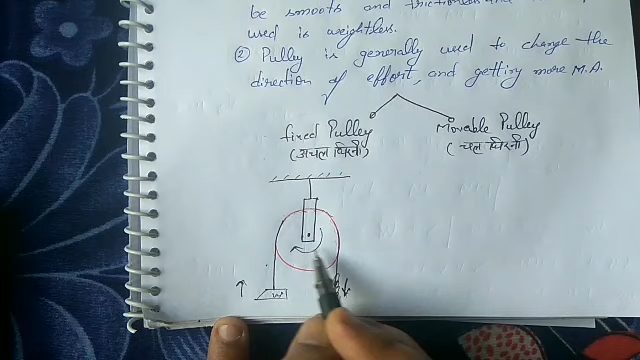 be smooth and frictionless and
used is weightless.
② Pulley is generally used to change the
direction of effort, and getting more M.A.
fixed Pulley
(अचल घिरनी)
Movable Pulley
(चल घिरनी)
W